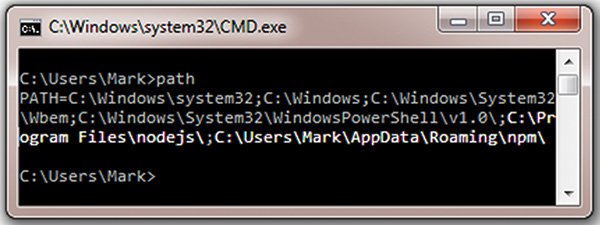 C:\Windows\system32\CMD.exe
C:\Users\Mark>path
PATH=C:\Windows\system32;C:\Windows;C:\Windows\System32
\Wbem;C:\Windows\System32\WindowsPowerShell\v1.0\;C:\Pr
ogram Files\nodejs\;C:\Users\Mark\AppData\Roaming\npm\
C:\Users\Mark>